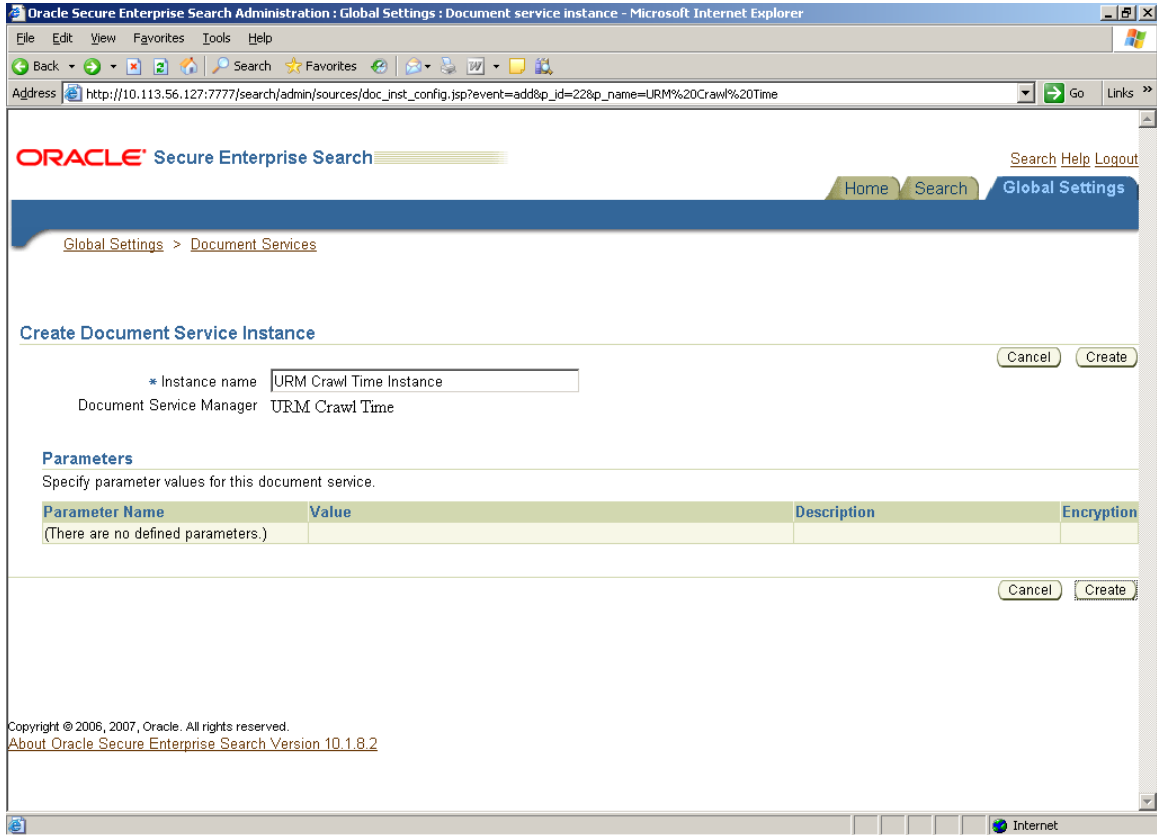 Oracle Secure Enterprise Search Administration : Global Settings : Document service instance - Microsoft Internet Explorer
File Edit View Favorites Tools Help
Back Search Favorites
Address http://10.113.56.127:7777/search/admin/sources/doc_inst_config.jsp?event=add&p_id=22&p_name=URM%20Crawl%20Time Go Links »
ORACLE® Secure Enterprise Search
Search Help Logout
Home Search Global Settings
Global Settings > Document Services
Create Document Service Instance
Cancel Create
* Instance name URM Crawl Time Instance
Document Service Manager URM Crawl Time
Parameters
Specify parameter values for this document service.
Parameter Name Value Description Encryption
(There are no defined parameters.)
Cancel Create
Copyright © 2006, 2007, Oracle. All rights reserved.
About Oracle Secure Enterprise Search Version 10.1.8.2
Internet